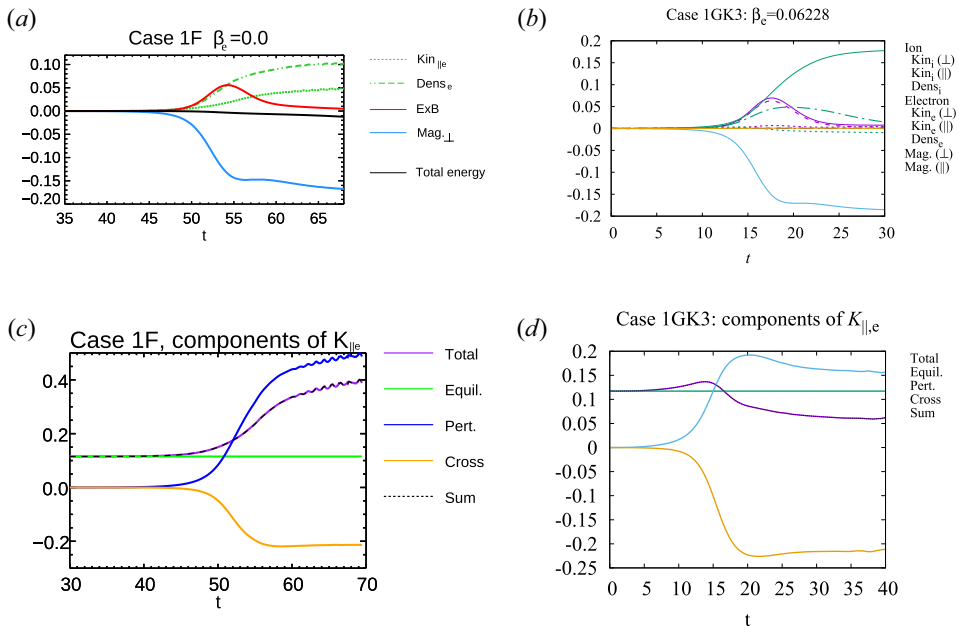 (a)
Case 1F β_e=0.0
0.10
0.05
0.00
−0.05
−0.10
−0.15
−0.20
35 40 45 50 55 60 65
t
Kin_||e
Dens_e
ExB
Mag._⊥
Total energy
(b)
Case 1GK3: β_e=0.06228
0.2
0.15
0.1
0.05
0
-0.05
-0.1
-0.15
-0.2
0 5 10 15 20 25 30
t
Ion
Kin_i (⊥)
Kin_i (||)
Dens_i
Electron
Kin_e (⊥)
Kin_e (||)
Dens_e
Mag. (⊥)
Mag. (||)
(c)
Case 1F, components of K_||e
0.4
0.2
0.0
−0.2
30 40 50 60 70
t
Total
Equil.
Pert.
Cross
Sum
(d)
Case 1GK3: components of K_||,e
0.2
0.15
0.1
0.05
0
-0.05
-0.1
-0.15
-0.2
-0.25
0 5 10 15 20 25 30 35 40
t
Total
Equil.
Pert.
Cross
Sum